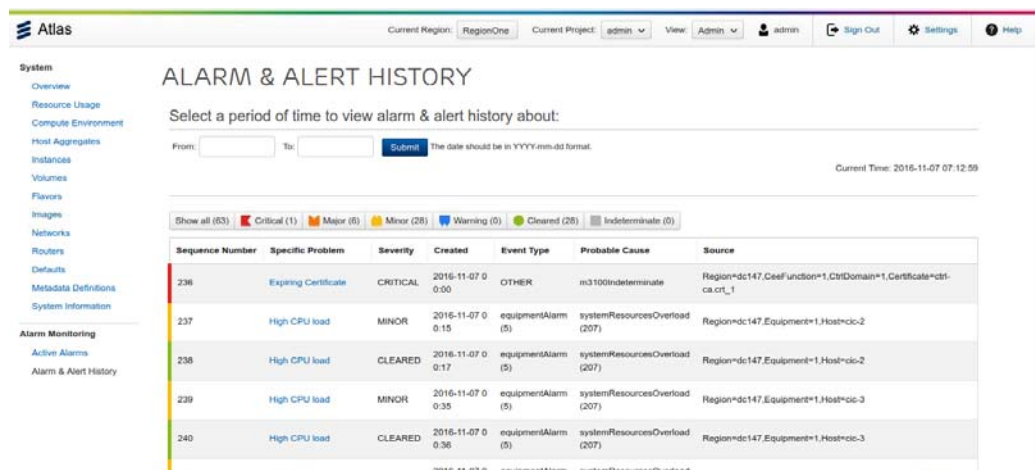 Atlas
Current Region: RegionOne Current Project: admin View: Admin admin Sign Out Settings Help
System
Overview
Resource Usage
Compute Environment
Host Aggregates
Instances
Volumes
Flavors
Images
Networks
Routers
Defaults
Metadata Definitions
System Information
Alarm Monitoring
Active Alarms
Alarm & Alert History
ALARM & ALERT HISTORY
Select a period of time to view alarm & alert history about:
From: To: Submit The date should be in YYYY-mm-dd format.
Current Time: 2016-11-07 07:12:59
Show all (63) Critical (1) Major (6) Minor (28) Warning (0) Cleared (28) Indeterminate (0)
Sequence Number Specific Problem Severity Created Event Type Probable Cause Source
236 Expiring Certificate CRITICAL 2016-11-07 0 OTHER m3100Indeterminate Region=dc147,CeeFunction=1,CtrlDomain=1,Certificate=ctrl-
0:00 ca.crt_1
237 High CPU load MINOR 2016-11-07 0 equipmentAlarm systemResourcesOverload Region=dc147,Equipment=1,Host=cic-2
0:15 (5) (207)
238 High CPU load CLEARED 2016-11-07 0 equipmentAlarm systemResourcesOverload Region=dc147,Equipment=1,Host=cic-2
0:17 (5) (207)
239 High CPU load MINOR 2016-11-07 0 equipmentAlarm systemResourcesOverload Region=dc147,Equipment=1,Host=cic-3
0:35 (5) (207)
240 High CPU load CLEARED 2016-11-07 0 equipmentAlarm systemResourcesOverload Region=dc147,Equipment=1,Host=cic-3
0:36 (5) (207)